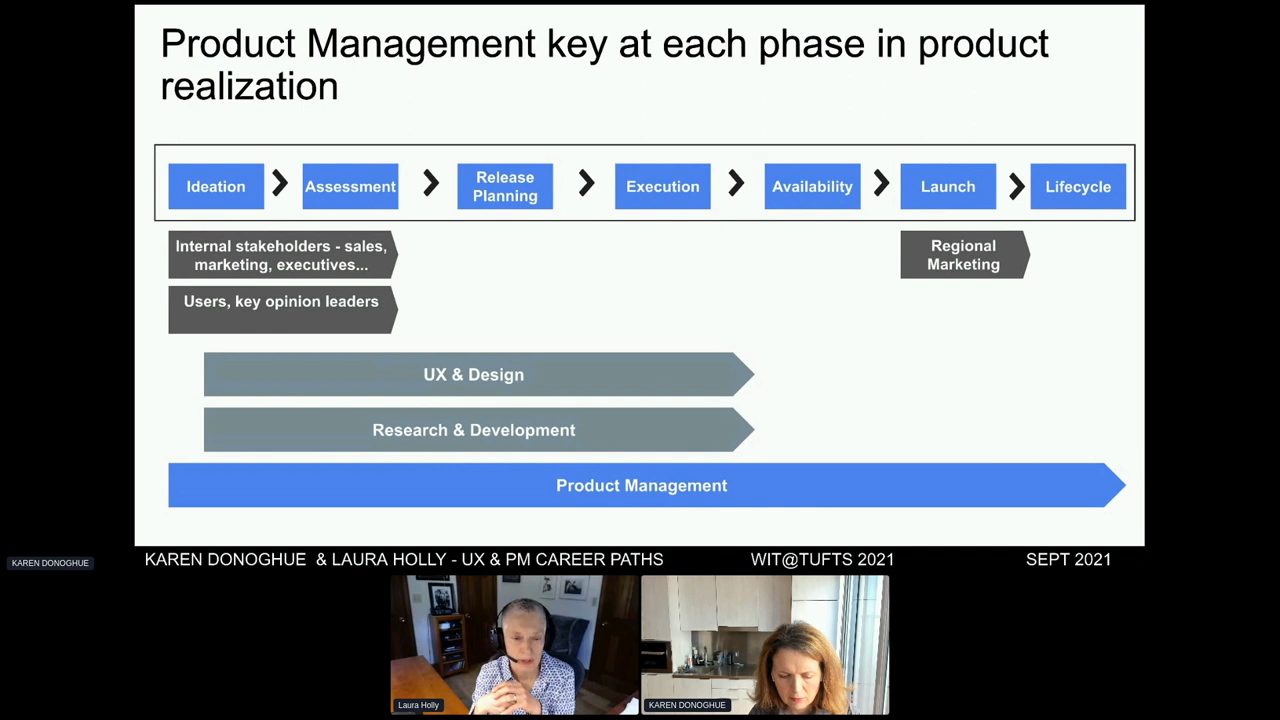 Product Management key at each phase in product
realization
Ideation
Assessment
Release
Planning
Execution
Availability
Launch
Lifecycle
Internal stakeholders - sales,
marketing, executives...
Regional
Marketing
Users, key opinion leaders
UX & Design
Research & Development
Product Management
KAREN DONOGHUE
KAREN DONOGHUE & LAURA HOLLY - UX & PM CAREER PATHS
WIT@TUFTS 2021
SEPT 2021
Laura Holly
KAREN DONOGHUE